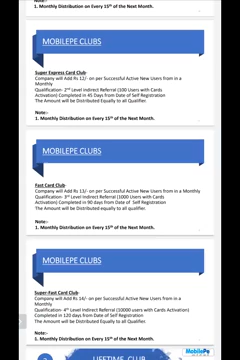 1. Monthly Distribution on Every 15th of the Next Month.
MOBILEPE CLUBS
Super Express Card Club-
Company will Add Rs 12/- on per Successful Active New Users from in a
Monthly
Qualification- 2nd Level Indirect Referral (100 Users with Cards
Activation) Completed in 45 Days from Date of Self Registration
The Amount will be Distributed Equally to all Qualifier.
Note:-
1. Monthly Distribution on Every 15th of the Next Month.
MOBILEPE CLUBS
Fast Card Club-
Company will Add Rs 13/- on per Successful Active New Users from in a Monthly
Qualification- 3rd Level Indirect Referral (1000 Users with Cards
Activation) Completed in 90 days from Date of Self Registration
The Amount will be Distributed equally to all qualifier.
Note:-
1. Monthly Distribution on Every 15th of the Next Month.
MOBILEPE CLUBS
Super-Fast Card Club-
Company will Add Rs 14/- on per Successful Active New Users from in a Monthly
Qualification- 4th Level Indirect Referral (10000 users with Cards Activation)
Completed in 120 days from Date of Self Registration
The Amount will be Distributed Equally to all Qualifier.
Note:-
1. Monthly Distribution on Every 15th of the Next Month.
MobilePe
LIFETIME CLUB